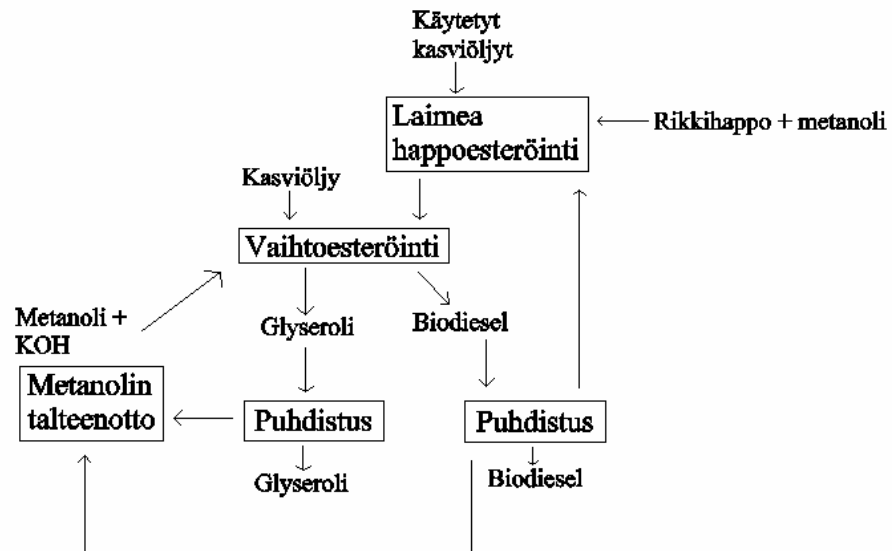 Käytetyt
kasviöljyt
Laimea
happoesteröinti
Rikkihappo + metanoli
Kasviöljy
Vaihtoesteröinti
Metanoli +
KOH
Glyseroli
Biodiesel
Metanolin
talteenotto
Puhdistus
Puhdistus
Glyseroli
Biodiesel